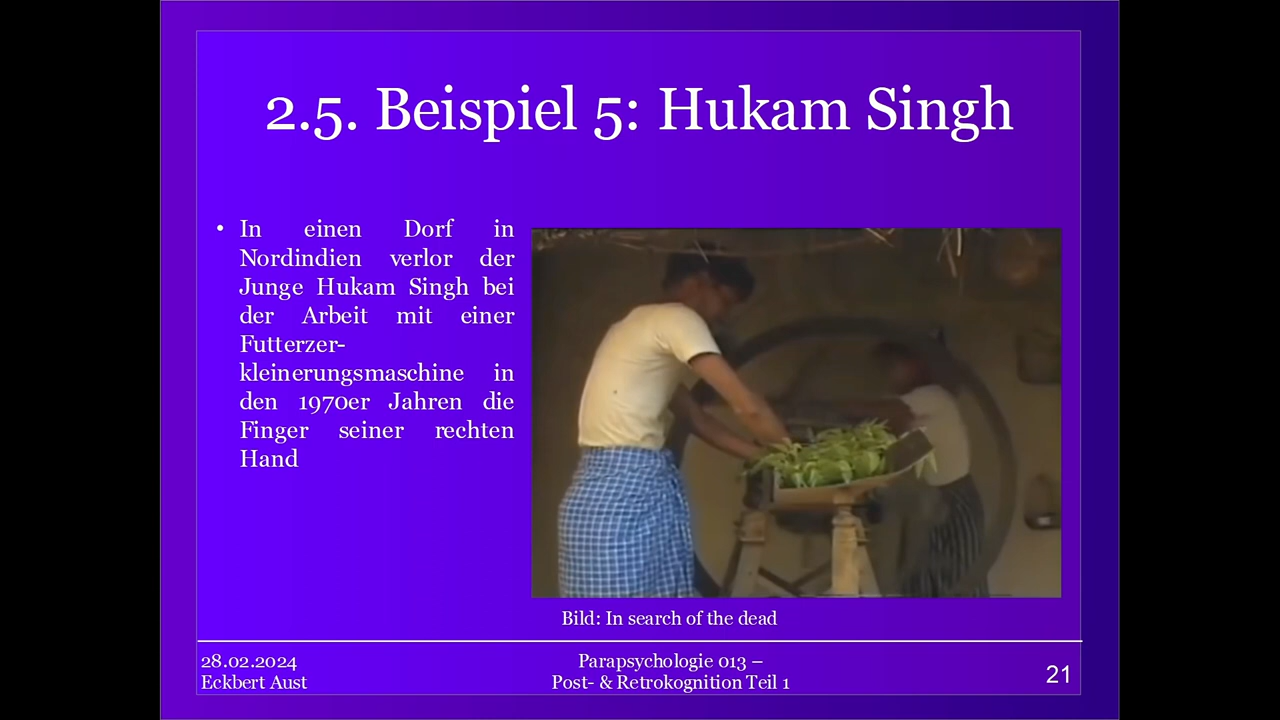 2.5. Beispiel 5: Hukam Singh
• In einen Dorf in
Nordindien verlor der
Junge Hukam Singh bei
der Arbeit mit einer
Futterzer-
kleinerungsmaschine in
den 1970er Jahren die
Finger seiner rechten
Hand
Bild: In search of the dead
28.02.2024
Eckbert Aust
Parapsychologie 013 –
Post- & Retrokognition Teil 1
21